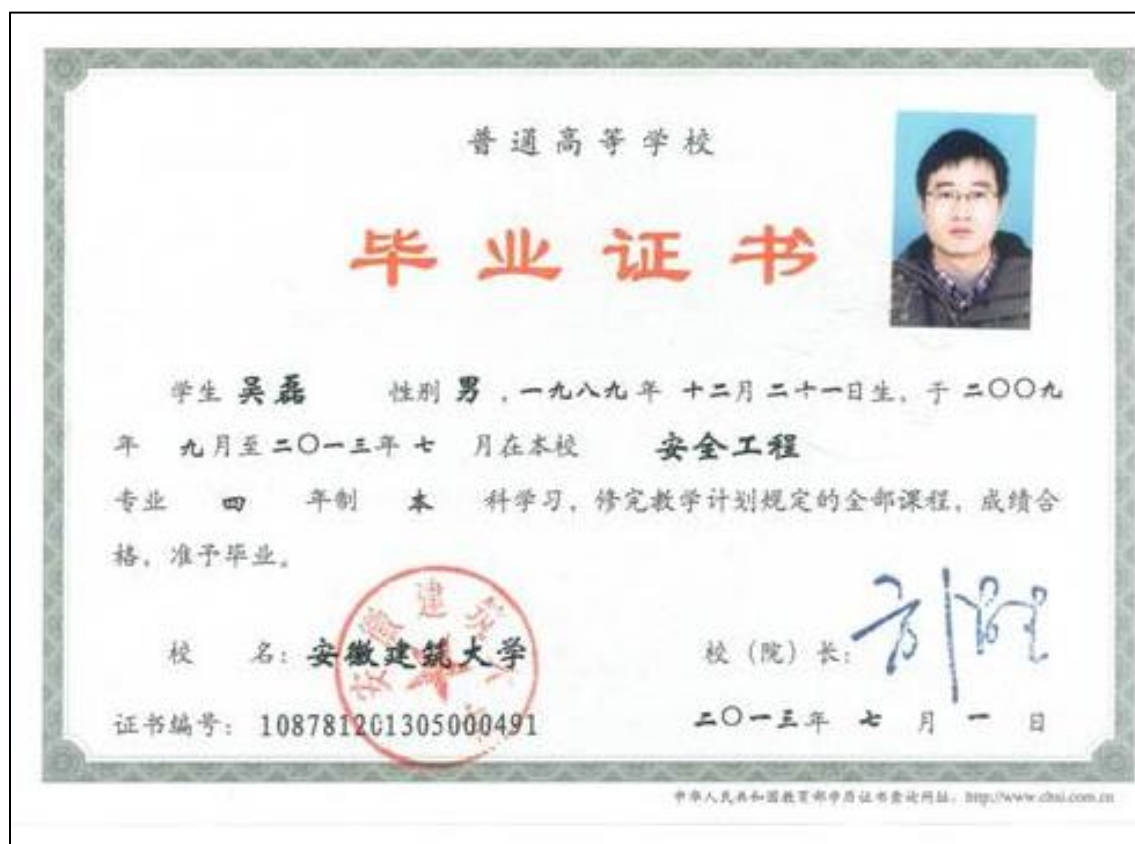 普通高等学校
毕业证书
学生 吴磊 性别 男，一九八九年 十二月二十一日生，于 二〇〇九
年 九月至二〇一三年 七 月在本校 安全工程
专业 四 年制 本 科学习，修完教学计划规定的全部课程，成绩合
格，准予毕业。
校 名：安徽建筑大学
校（院）长：
证书编号：108781201305000491
二〇一三年 七 月 一 日
中华人民共和国教育部学历证书查询网址：http://www.chsi.com.cn